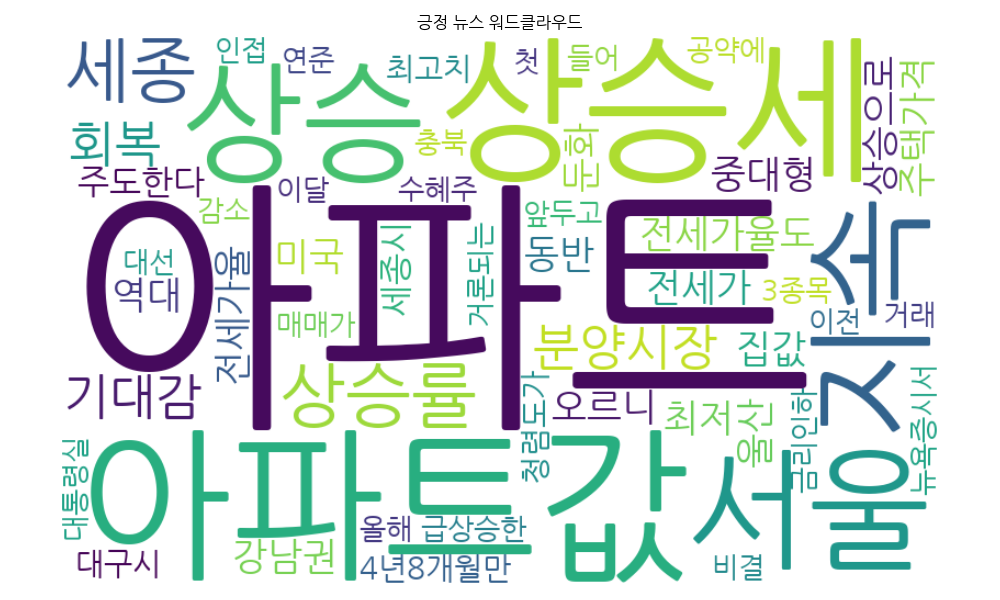 긍정 뉴스 워드클라우드
세종
인접
연준
최고치
첫
들어
공약에
상승
상승세
회복
충북
둔화
중대형
상승으로
주택가격
주도한다
이달
수혜주
감소
앞두고
아파트
전세가율도
대선
역대
전세가율
미국
세종시
거론되는
동반
전세가
3종목
지속
이전
거래
매매가
분양시장
집값
기대감
상승률
청렴도가
오르니
최저
울산
금리인하
뉴욕증시서
대통령실
아파트값
서울
대구시
강남권
올해
급상승한
4년8개월만
비결